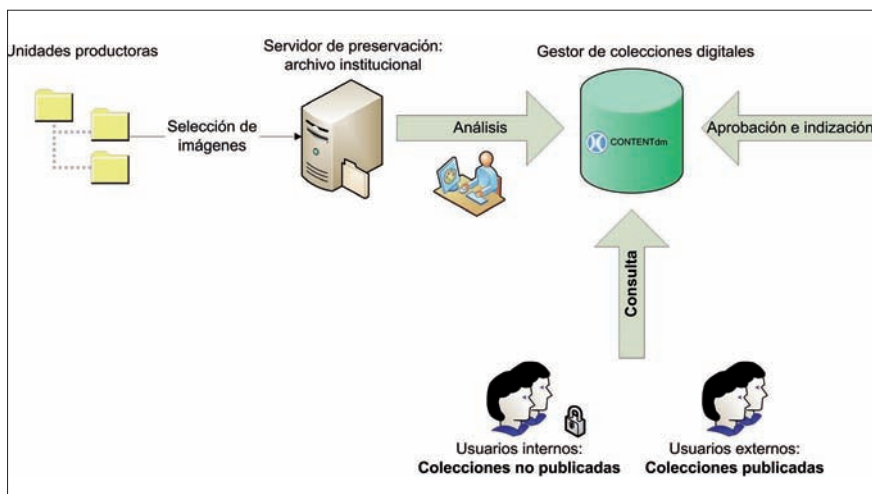 Unidades productoras
Servidor de preservación:
archivo institucional
Gestor de colecciones digitales
Selección de
imágenes
Análisis
CONTENTdm
Aprobación e indización
Consulta
Usuarios internos:
Colecciones no publicadas
Usuarios externos:
Colecciones publicadas